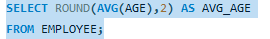 SELECT ROUND(AVG(AGE),2) AS AVG_AGE
FROM EMPLOYEE;